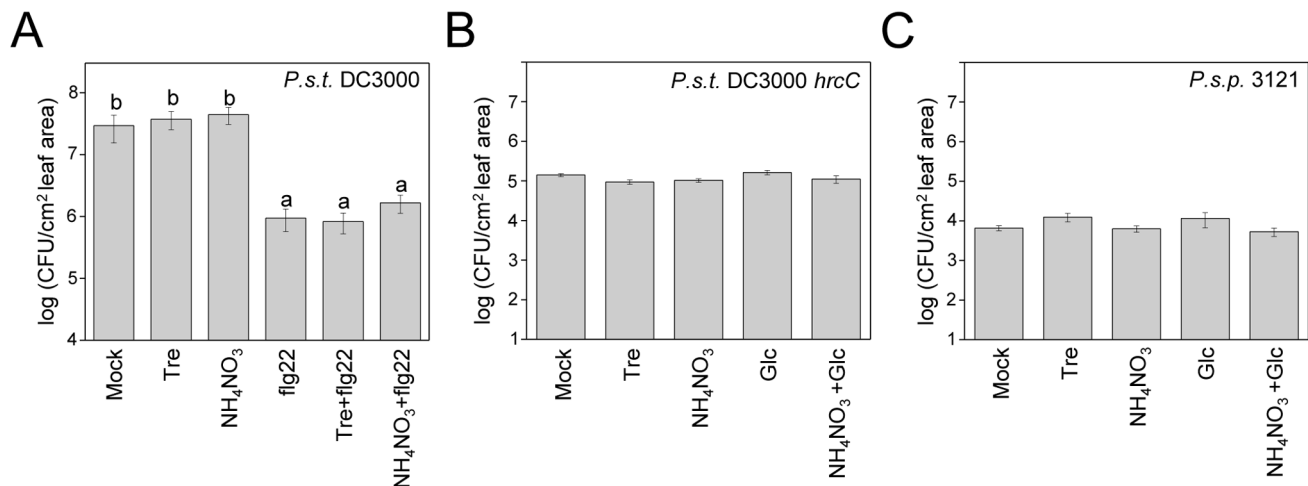 A
P.s.t. DC3000
log (CFU/cm² leaf area)
8
7
6
5
4
b
b
b
a
a
a
Mock
Tre
NH₄NO₃
flg22
Tre+flg22
NH₄NO₃+flg22
B
P.s.t. DC3000 hrcC
log (CFU/cm² leaf area)
7
6
5
4
3
2
1
Mock
Tre
NH₄NO₃
Glc
NH₄NO₃ +Glc
C
P.s.p. 3121
log (CFU/cm² leaf area)
7
6
5
4
3
2
1
Mock
Tre
NH₄NO₃
Glc
NH₄NO₃ +Glc